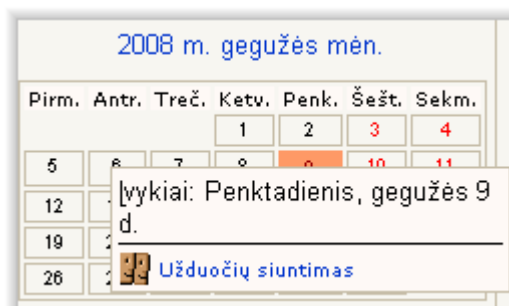 2008 m. gegužės mėn.
Pirm. Antr. Treč. Ketv. Penk. Šešt. Sekm.
1 2 3 4
5 6 7 8 9 10 11
12
Įvykiai: Penktadienis, gegužės 9
d.
19
Užduočių siuntimas
26